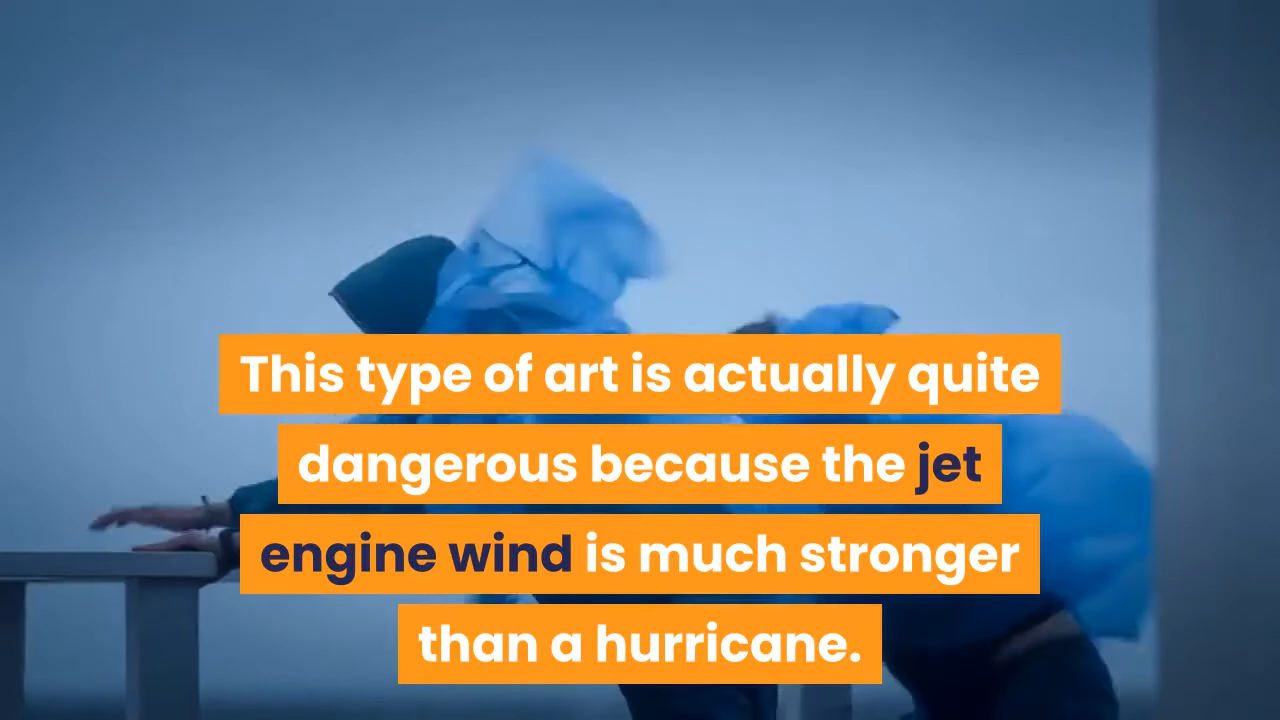 This type of art is actually quite
dangerous because the jet
engine wind is much stronger
than a hurricane.